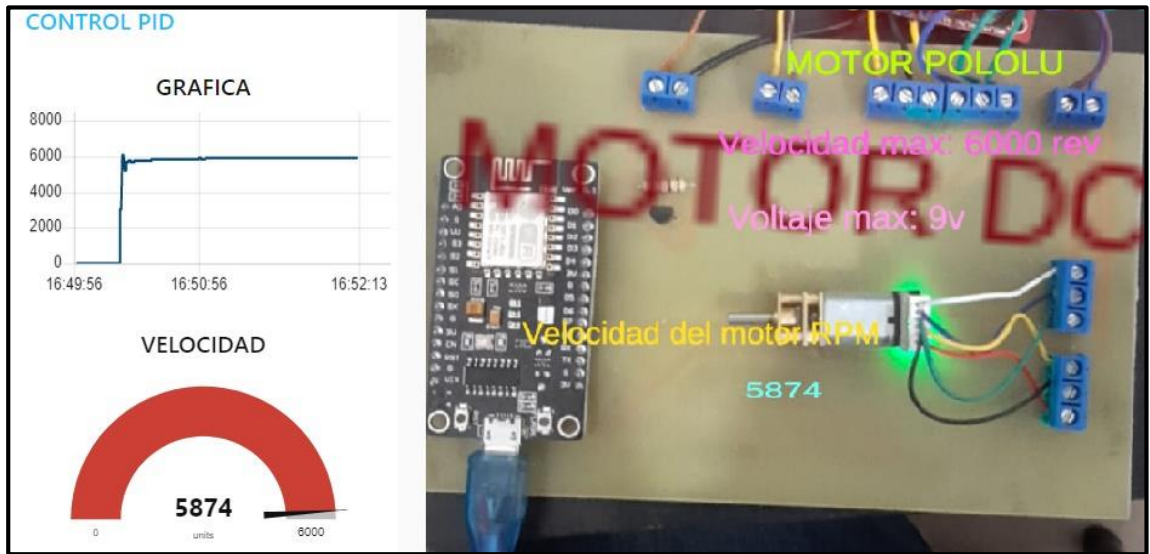 CONTROL PID
GRAFICA
8000
6000
4000
2000
0
16:49:56 16:50:56 16:52:13
VELOCIDAD
5874
units
0 6000
MOTOR POLOLU
Velocidad max: 6000 rev
MOTOR DC
Voltaje max: 9v
Velocidad del motor RPM
5874